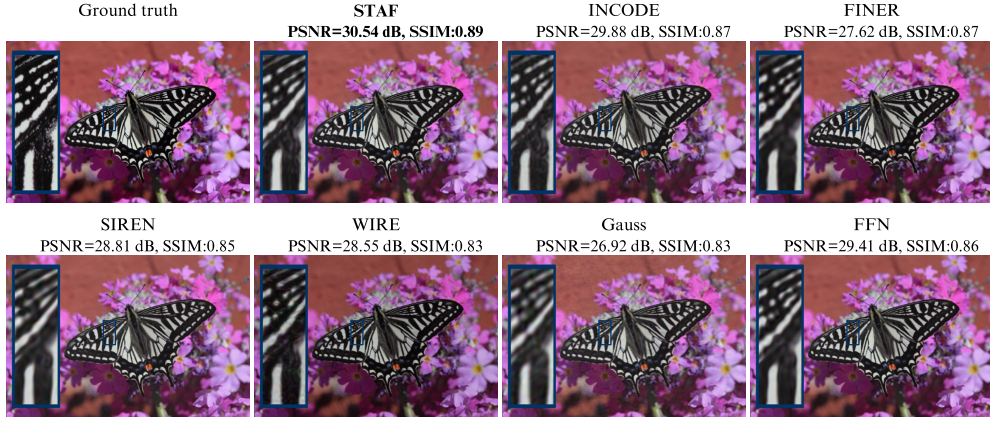 Ground truth
STAF
PSNR=30.54 dB, SSIM:0.89
INCODE
PSNR=29.88 dB, SSIM:0.87
FINER
PSNR=27.62 dB, SSIM:0.87
SIREN
PSNR=28.81 dB, SSIM:0.85
WIRE
PSNR=28.55 dB, SSIM:0.83
Gauss
PSNR=26.92 dB, SSIM:0.83
FFN
PSNR=29.41 dB, SSIM:0.86